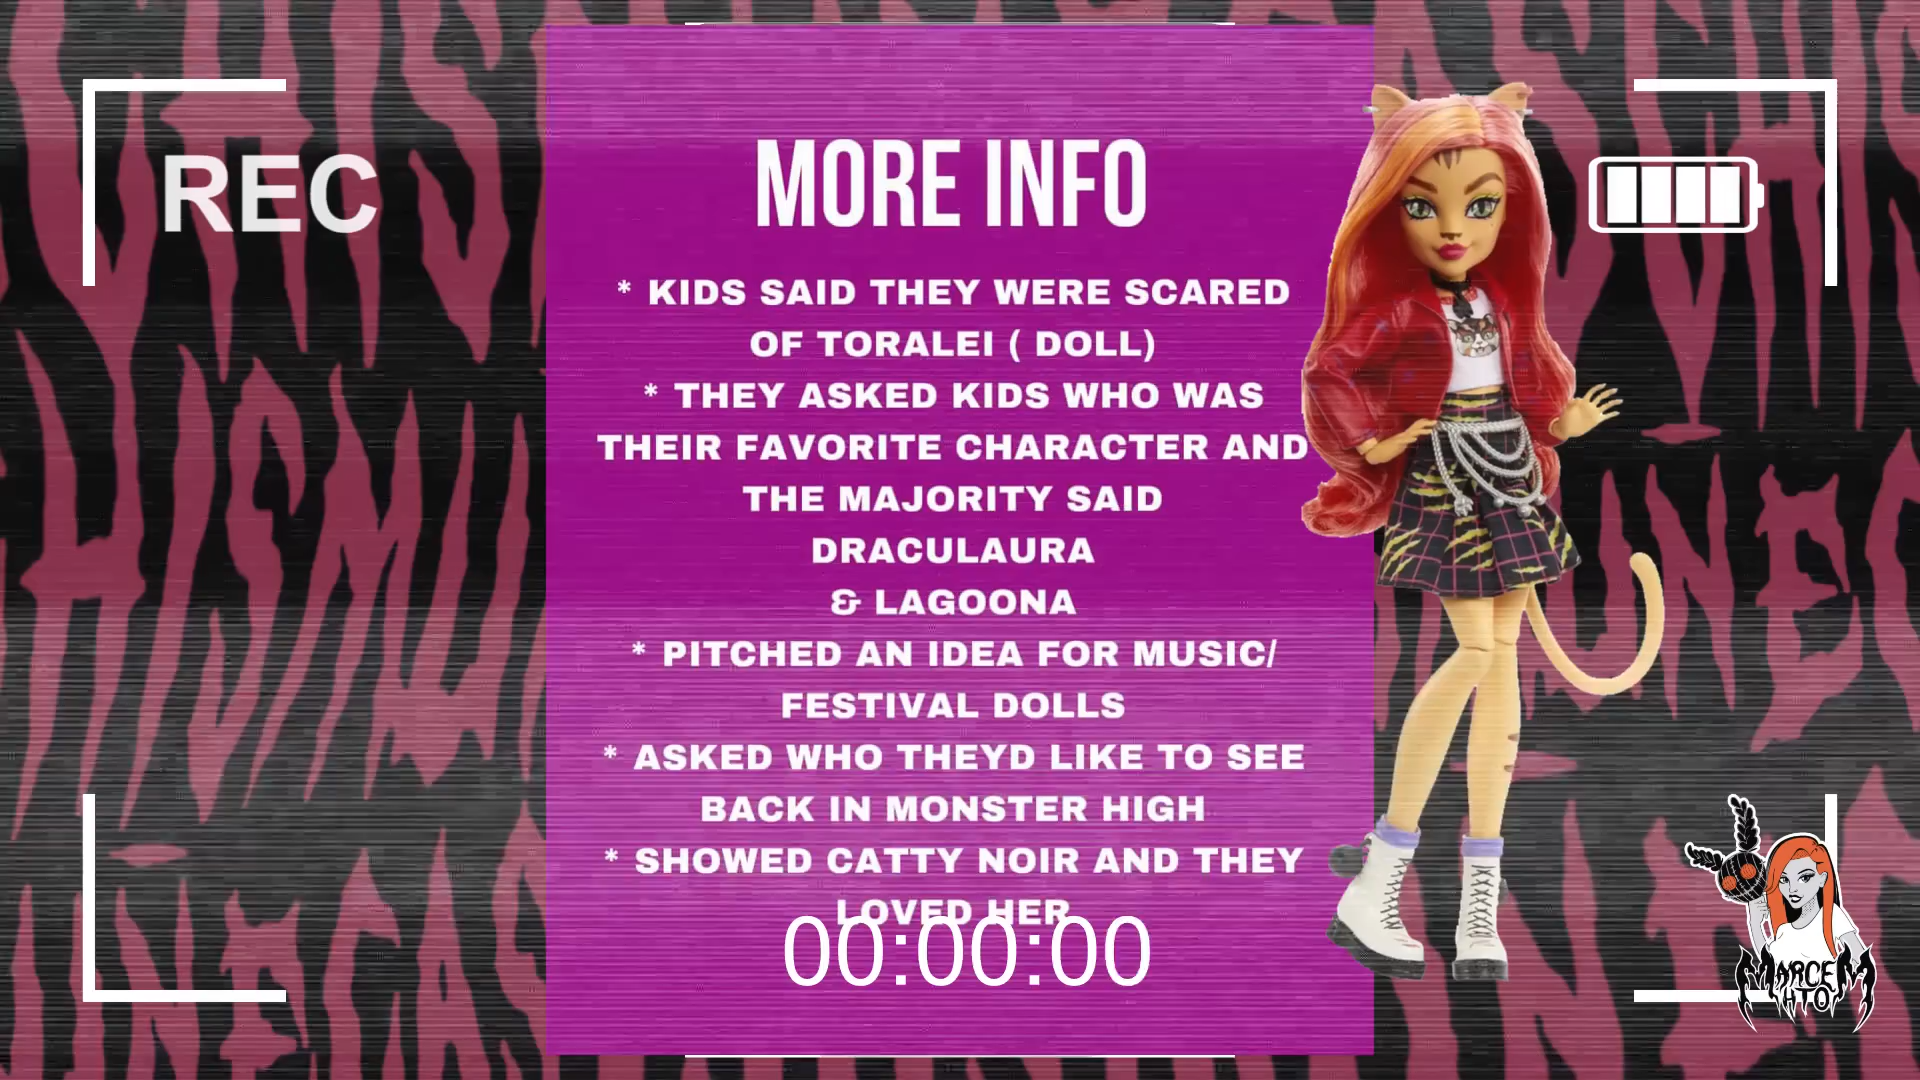 REC
MORE INFO
* KIDS SAID THEY WERE SCARED
OF TORALEI ( DOLL)
* THEY ASKED KIDS WHO WAS
THEIR FAVORITE CHARACTER AND
THE MAJORITY SAID
DRACULAURA
& LAGOONA
* PITCHED AN IDEA FOR MUSIC/
FESTIVAL DOLLS
* ASKED WHO THEYD LIKE TO SEE
BACK IN MONSTER HIGH
* SHOWED CATTY NOIR AND THEY
LOVED HER
00:00:00
MARCEM
HTO